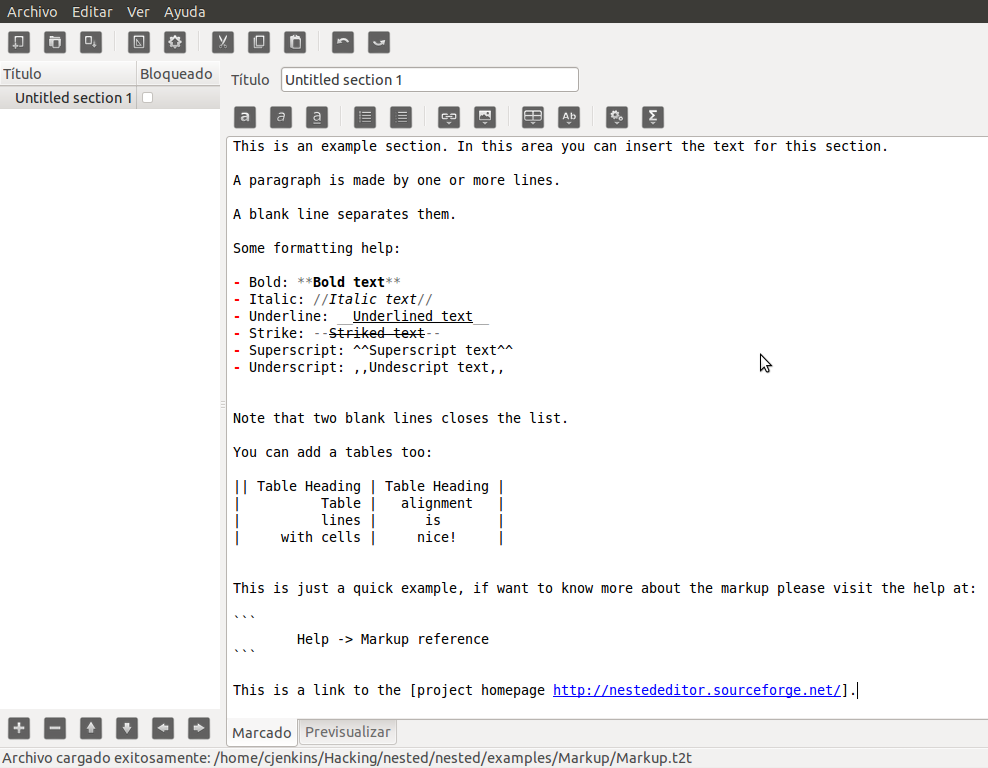 Archivo Editar Ver Ayuda
Título Bloqueado
Untitled section 1
Título Untitled section 1
a a a Ab Σ
This is an example section. In this area you can insert the text for this section.
A paragraph is made by one or more lines.
A blank line separates them.
Some formatting help:
- Bold: **Bold text**
- Italic: //Italic text//
- Underline: __Underlined text__
- Strike: --Striked text--
- Superscript: ^^Superscript text^^
- Underscript: ,,Undescript text,,
Note that two blank lines closes the list.
You can add a tables too:
|| Table Heading | Table Heading |
|          Table |   alignment   |
|          lines |      is       |
|     with cells |     nice!     |
This is just a quick example, if want to know more about the markup please visit the help at:
```
Help -> Markup reference
```
This is a link to the [project homepage http://nestededitor.sourceforge.net/].
Marcado Previsualizar
Archivo cargado exitosamente: /home/cjenkins/Hacking/nested/nested/examples/Markup/Markup.t2t